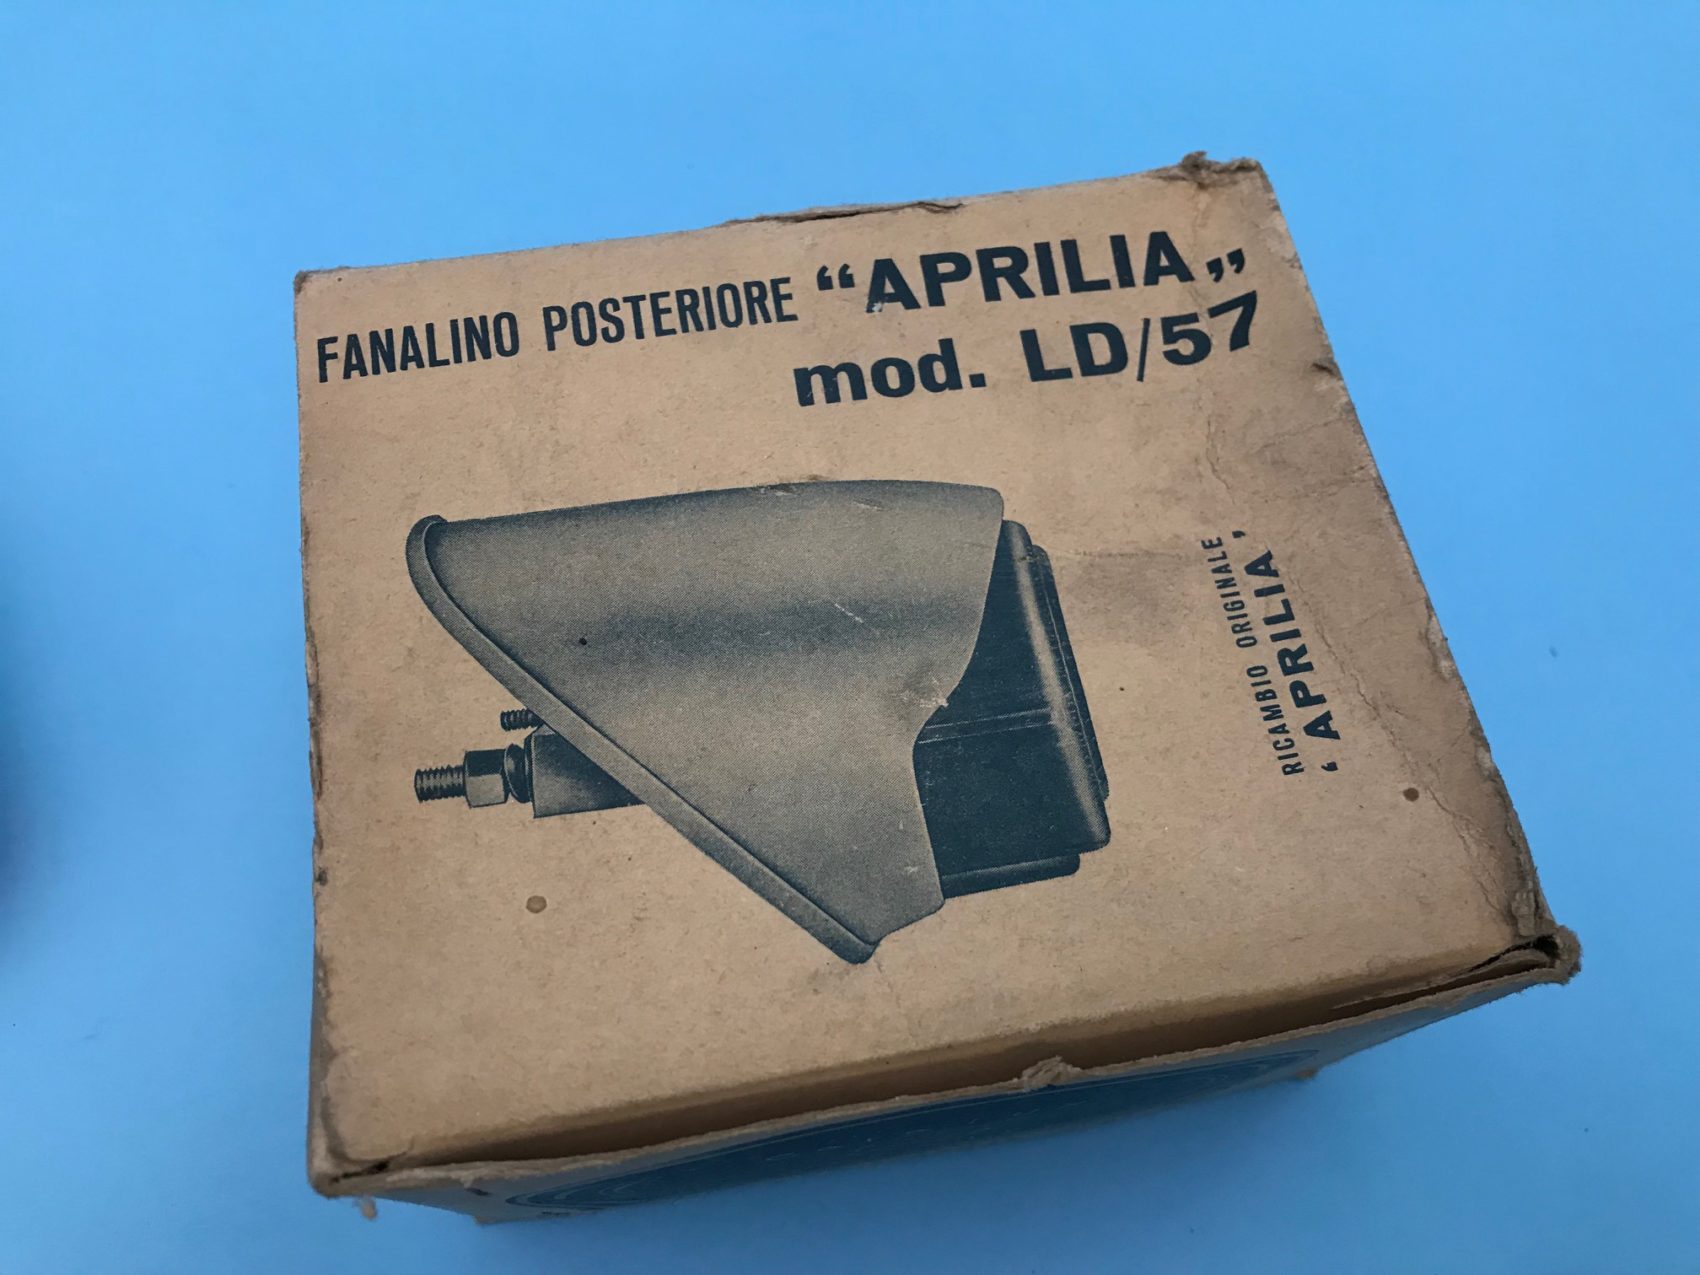 FANALINO POSTERIORE “APRILIA„
mod. LD/57
RICAMBIO ORIGINALE
‘ APRILIA ’